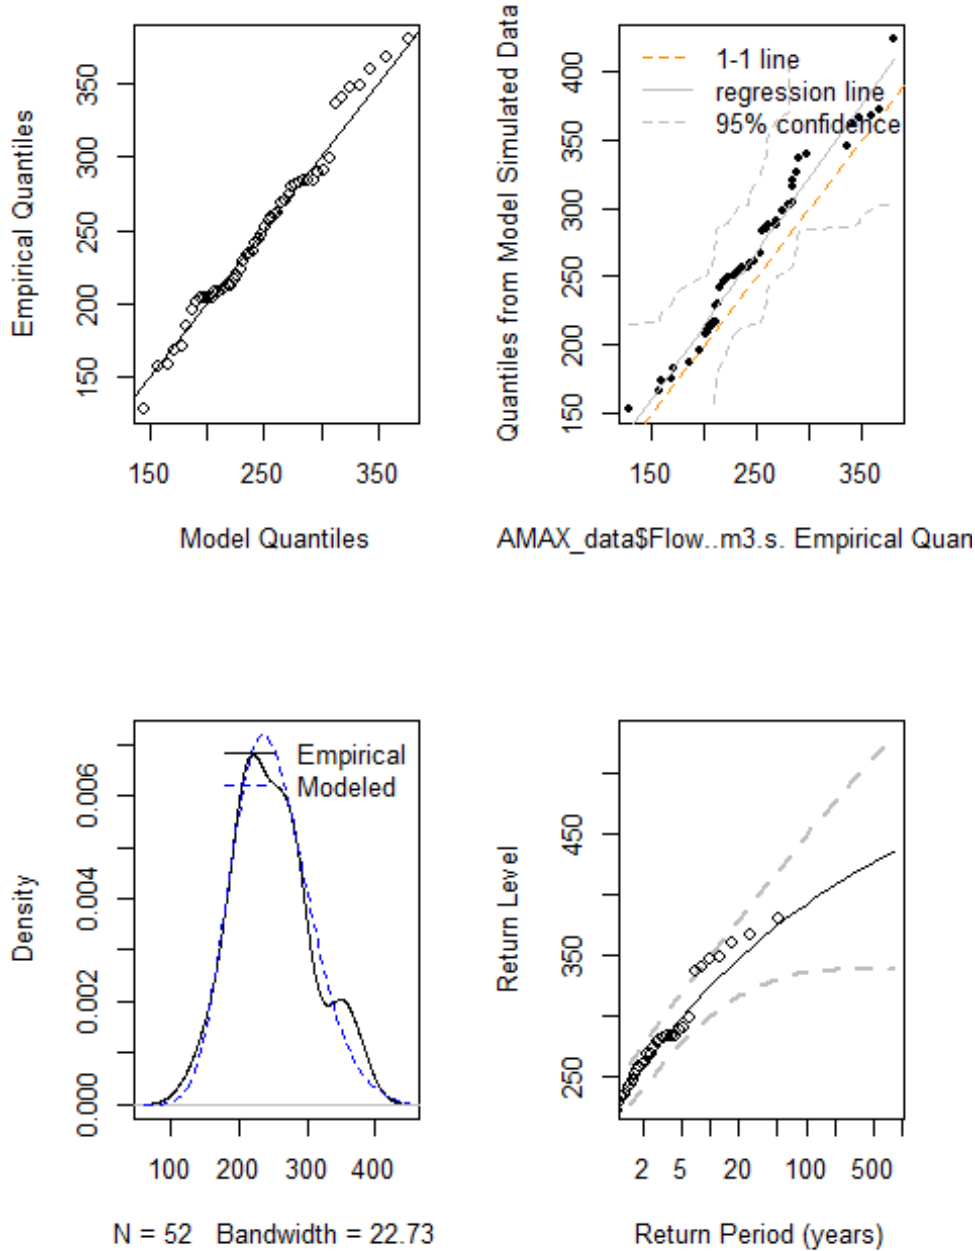 Empirical Quantiles
150 200 250 300 350
150 250 350
Model Quantiles
Quantiles from Model Simulated Data
150 200 250 300 350 400
1-1 line
regression line
95% confidence
150 250 350
AMAX_data$Flow..m3.s. Empirical Quan
Density
0.000 0.002 0.004 0.006
Empirical
Modeled
100 200 300 400
N = 52 Bandwidth = 22.73
Return Level
250 350 450
2 5 20 100 500
Return Period (years)